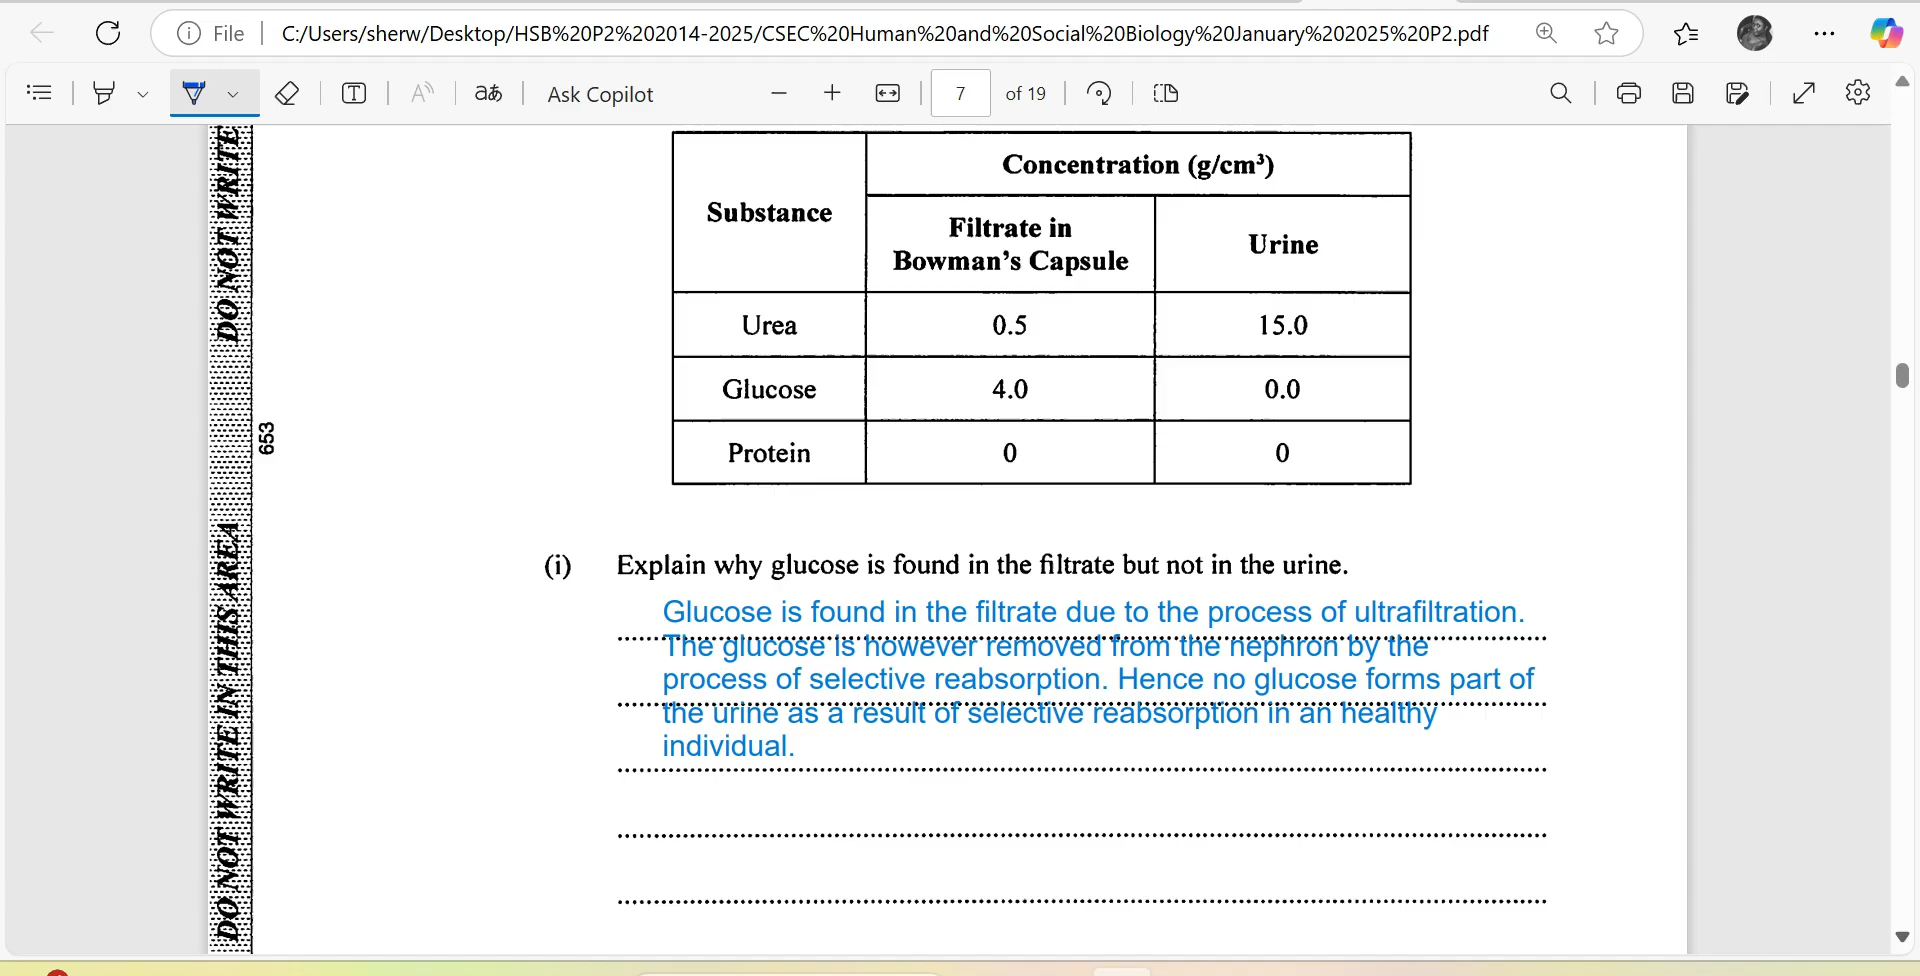 File
C:/Users/sherw/Desktop/HSB%20P2%202014-2025/CSEC%20Human%20and%20Social%20Biology%20January%202025%20P2.pdf
Ask Copilot
7 of 19
DO NOT WRITE
DO NOT WRITE IN THIS AREA
653
Substance
Concentration (g/cm³)
Filtrate in
Bowman's Capsule
Urine
Urea 0.5 15.0
Glucose 4.0 0.0
Protein 0 0
(i) Explain why glucose is found in the filtrate but not in the urine.
Glucose is found in the filtrate due to the process of ultrafiltration.
The glucose is however removed from the nephron by the
process of selective reabsorption. Hence no glucose forms part of
the urine as a result of selective reabsorption in an healthy
individual.